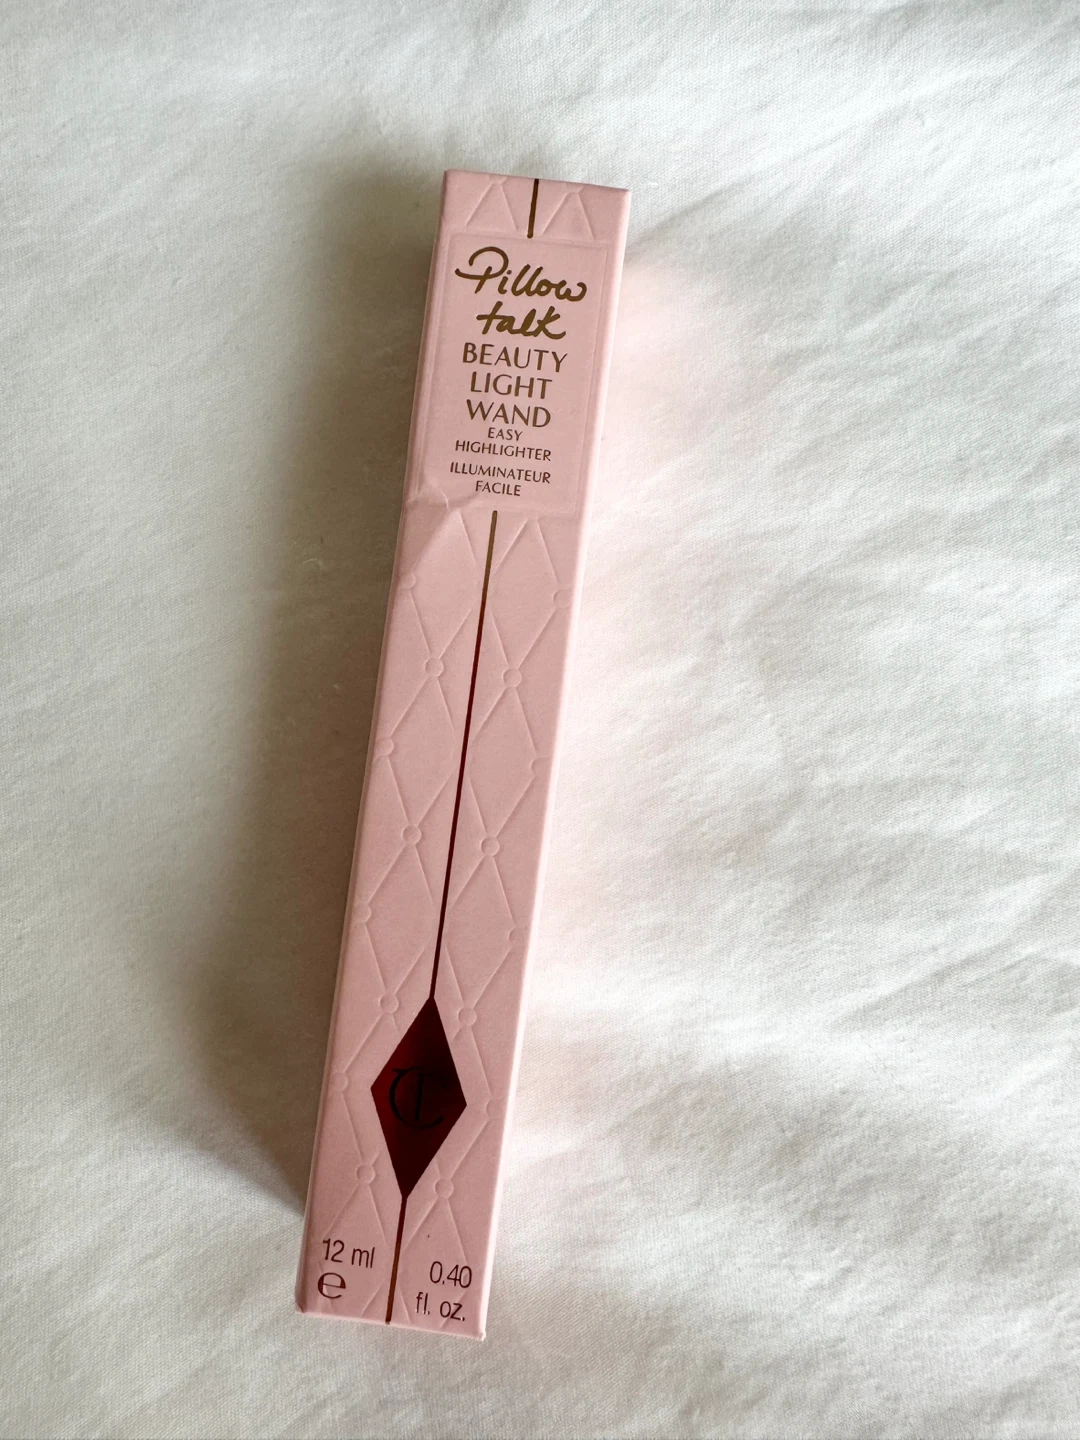 Pillow
talk
BEAUTY
LIGHT
WAND
EASY
HIGHLIGHTER
ILLUMINATEUR
FACILE
CT
12 ml
℮
0.40
fl. oz.